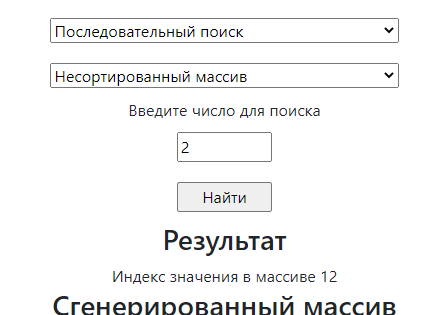 Последовательный поиск
Несортированный массив
Введите число для поиска
2
Найти
Результат
Индекс значения в массиве 12
Сгенерированный массив